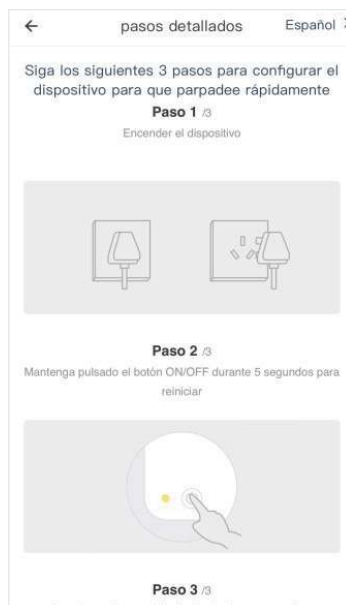 pasos detallados
Español
Siga los siguientes 3 pasos para configurar el
dispositivo para que parpadee rápidamente
Paso 1 /3
Encender el dispositivo
Paso 2 /3
Mantenga pulsado el botón ON/OFF durante 5 segundos para
reiniciar
Paso 3 /3